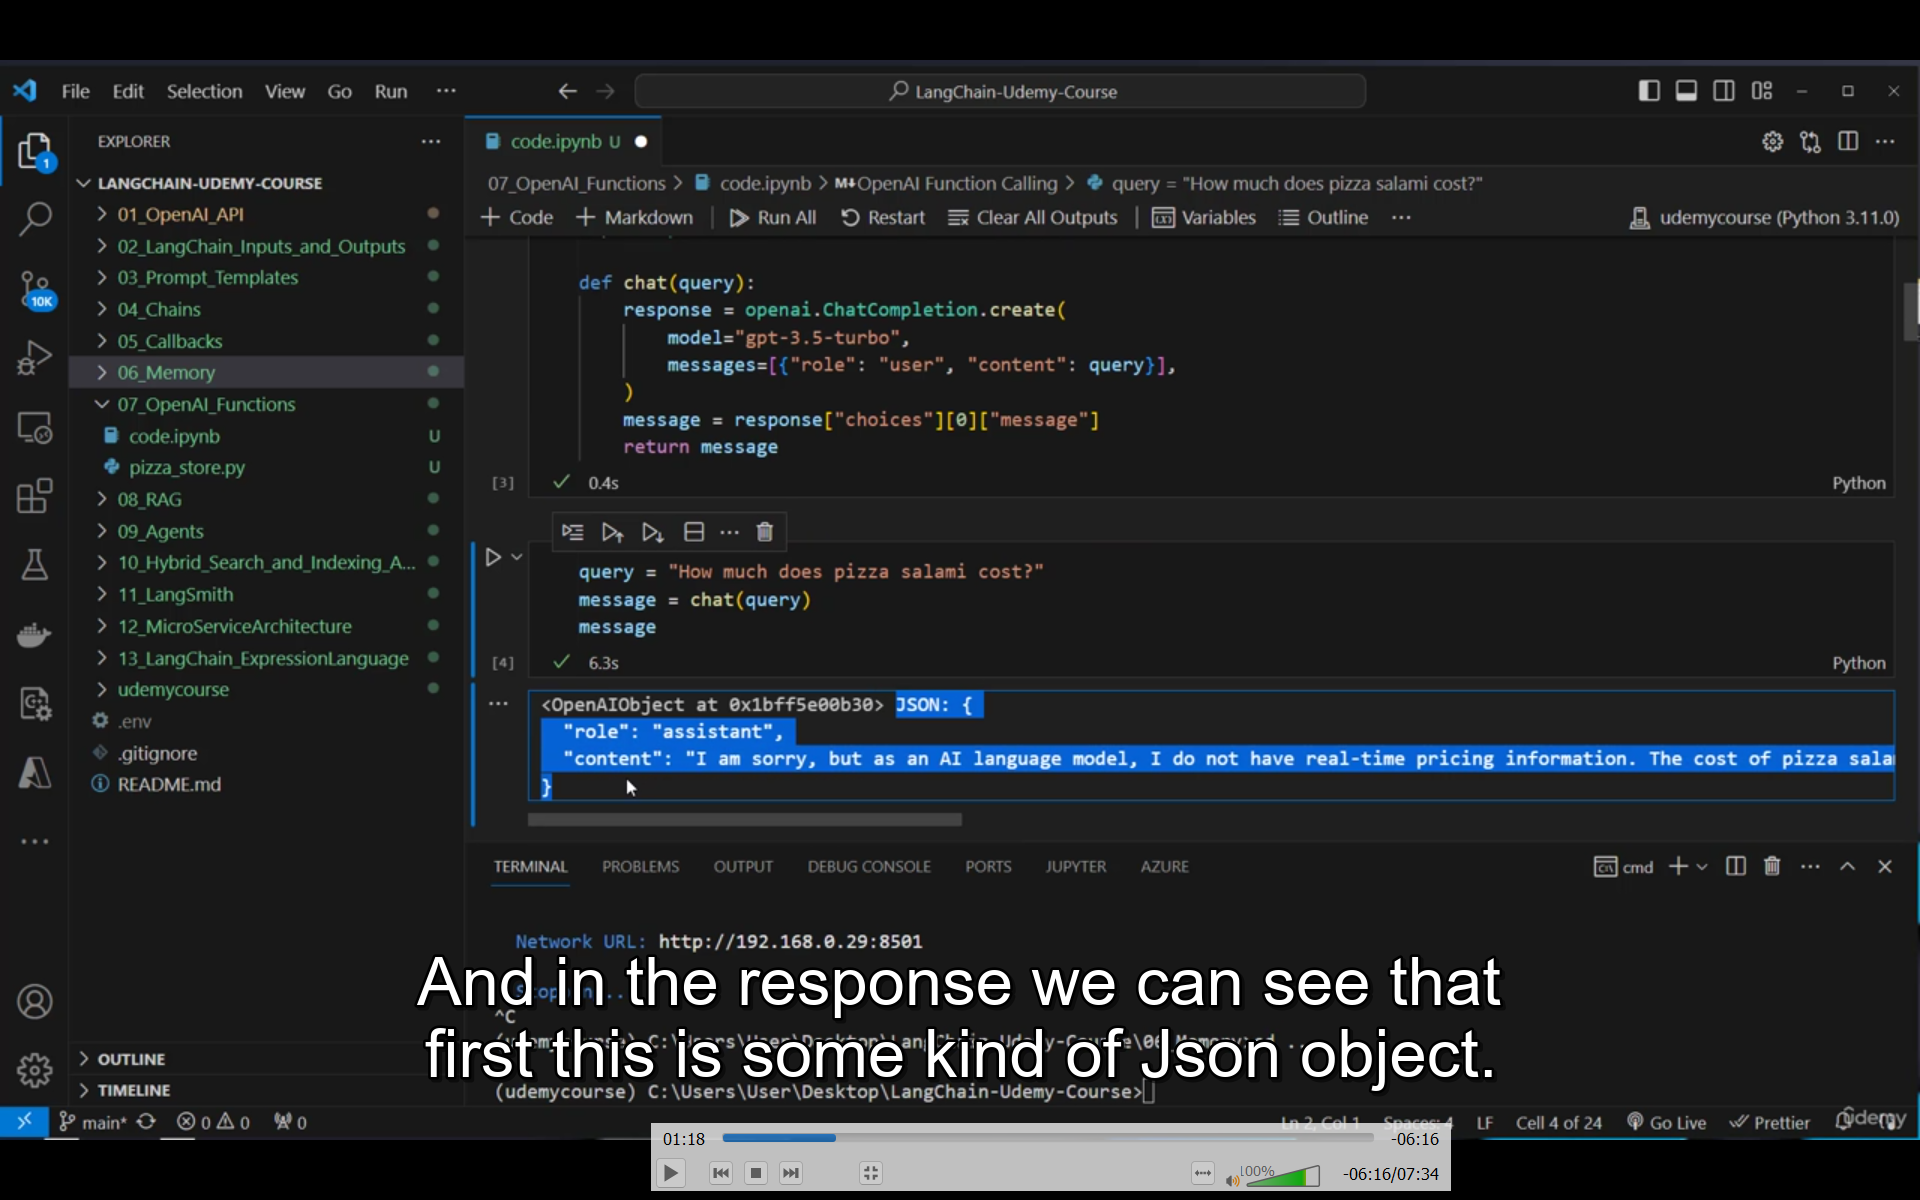 File Edit Selection View Go Run ···
LangChain-Udemy-Course
EXPLORER
code.ipynb U
LANGCHAIN-UDEMY-COURSE
07_OpenAI_Functions > code.ipynb > M↓OpenAI Function Calling > query = "How much does pizza salami cost?"
+ Code + Markdown Run All Restart Clear All Outputs Variables Outline ···
udemycourse (Python 3.11.0)
1
10K
01_OpenAI_API
02_LangChain_Inputs_and_Outputs
03_Prompt_Templates
04_Chains
05_Callbacks
06_Memory
07_OpenAI_Functions
code.ipynb U
pizza_store.py U
08_RAG
09_Agents
10_Hybrid_Search_and_Indexing_A...
11_LangSmith
12_MicroServiceArchitecture
13_LangChain_ExpressionLanguage
udemycourse
.env
.gitignore
README.md
OUTLINE
TIMELINE
def chat(query):
response = openai.ChatCompletion.create(
model="gpt-3.5-turbo",
messages=[{"role": "user", "content": query}],
)
message = response["choices"][0]["message"]
return message
[3] 0.4s Python
query = "How much does pizza salami cost?"
message = chat(query)
message
[4] 6.3s Python
<OpenAIObject at 0x1bff5e00b30> JSON: {
"role": "assistant",
"content": "I am sorry, but as an AI language model, I do not have real-time pricing information. The cost of pizza sala
}
TERMINAL PROBLEMS OUTPUT DEBUG CONSOLE PORTS JUPYTER AZURE
cmd
Network URL: http://192.168.0.29:8501
^C
And in the response we can see that
first this is some kind of Json object.
(udemycourse) C:\Users\User\Desktop\LangChain-Udemy-Course>
main* 0 0 0
Ln 2, Col 1 Spaces: 4 LF Cell 4 of 24 Go Live Prettier
udemy
01:18 -06:16
100% -06:16/07:34